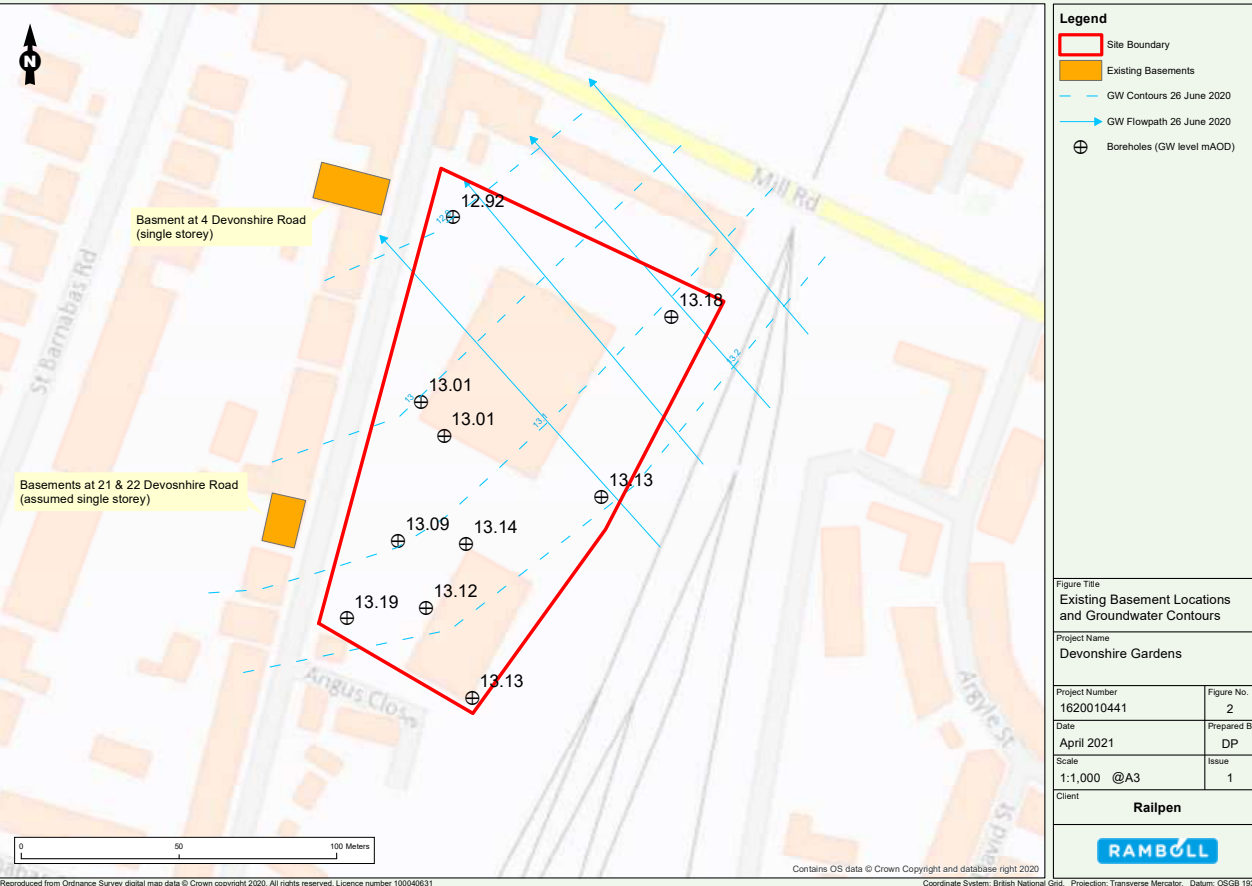 N
Mill Rd
St Barnabas Rd
Basment at 4 Devonshire Road
(single storey)
12.92
13.18
13.2
13.01
13
13.01
13.1
Basements at 21 & 22 Devosnhire Road
(assumed single storey)
13.13
13.09
13.14
13.12
13.19
13.13
Angus Close
Argyle St
David St
0 50 100 Meters
Contains OS data © Crown Copyright and database right 2020
Reproduced from Ordnance Survey digital map data © Crown copyright 2020. All rights reserved. Licence number 100040631
Coordinate System: British National Grid. Projection: Transverse Mercator. Datum: OSGB
Legend
Site Boundary
Existing Basements
GW Contours 26 June 2020
GW Flowpath 26 June 2020
Boreholes (GW level mAOD)
Figure Title
Existing Basement Locations
and Groundwater Contours
Project Name
Devonshire Gardens
Project Number
1620010441
Figure No.
2
Date
April 2021
Prepared B
DP
Scale
1:1,000 @A3
Issue
1
Client
Railpen
RAMBOLL